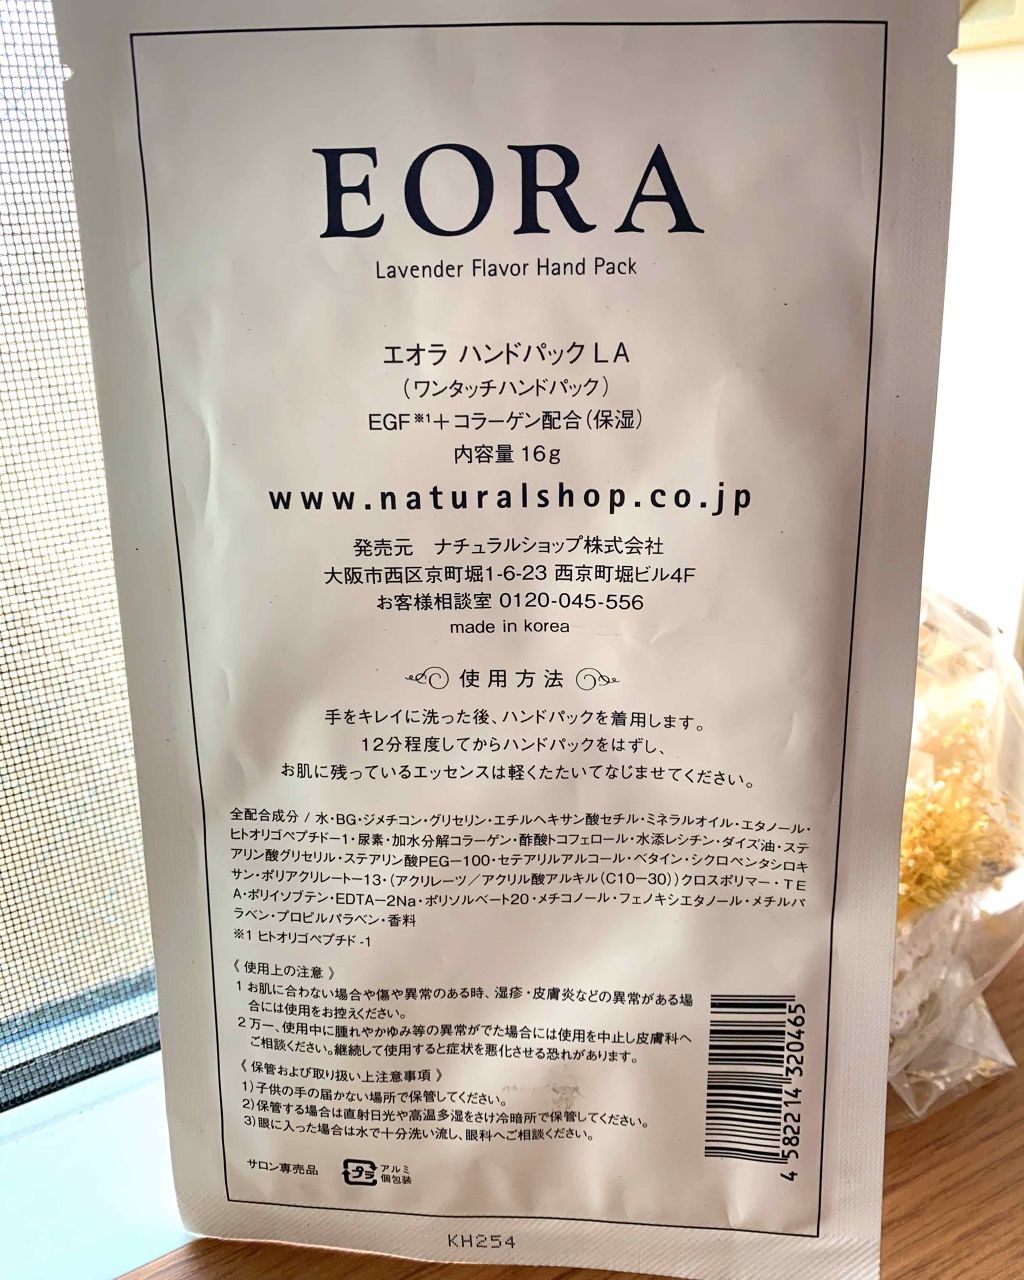 EORA
Lavender Flavor Hand Pack
エオラ ハンドパックLA
(ワンタッチハンドパック)
EGF※1+コラーゲン配合(保湿)
内容量 16g
www.naturalshop.co.jp
発売元　ナチュラルショップ株式会社
大阪市西区京町堀1-6-23 西京町堀ビル4F
お客様相談室 0120-045-556
made in korea
使用方法
手をキレイに洗った後、ハンドパックを着用します。
12分程度してからハンドパックをはずし、
お肌に残っているエッセンスは軽くたたいてなじませてください。
全配合成分 / 水・BG・ジメチコン・グリセリン・エチルヘキサン酸セチル・ミネラルオイル・エタノール・
ヒトオリゴペプチドー1・尿素・加水分解コラーゲン・酢酸トコフェロール・水添レシチン・ダイズ油・ステ
アリン酸グリセリル・ステアリン酸PEG－100・セテアリルアルコール・ベタイン・シクロペンタシロキ
サン・ポリアクリレートー13・(アクリレーツ／アクリル酸アルキル(C10－30))クロスポリマー・TE
A・ポリイソブテン・EDTA－2Na・ポリソルベート20・メチコノール・フェノキシエタノール・メチルパ
ラベン・プロピルパラベン・香料
※1 ヒトオリゴペプチド-1
《 使用上の注意 》
1 お肌に合わない場合や傷や異常のある時、湿疹・皮膚炎などの異常がある場
合には使用をお控えください。
2 万一、使用中に腫れやかゆみ等の異常がでた場合には使用を中止し皮膚科へ
ご相談ください。継続して使用すると症状を悪化させる恐れがあります。
《 保管および取り扱い上注意事項 》
1)子供の手の届かない場所で保管してください。
2)保管する場合は直射日光や高温多湿をさけ冷暗所で保管してください。
3)眼に入った場合は水で十分洗い流し、眼科へご相談ください。
サロン専売品
プラ
アルミ
個包装
4 582214 320465
KH254